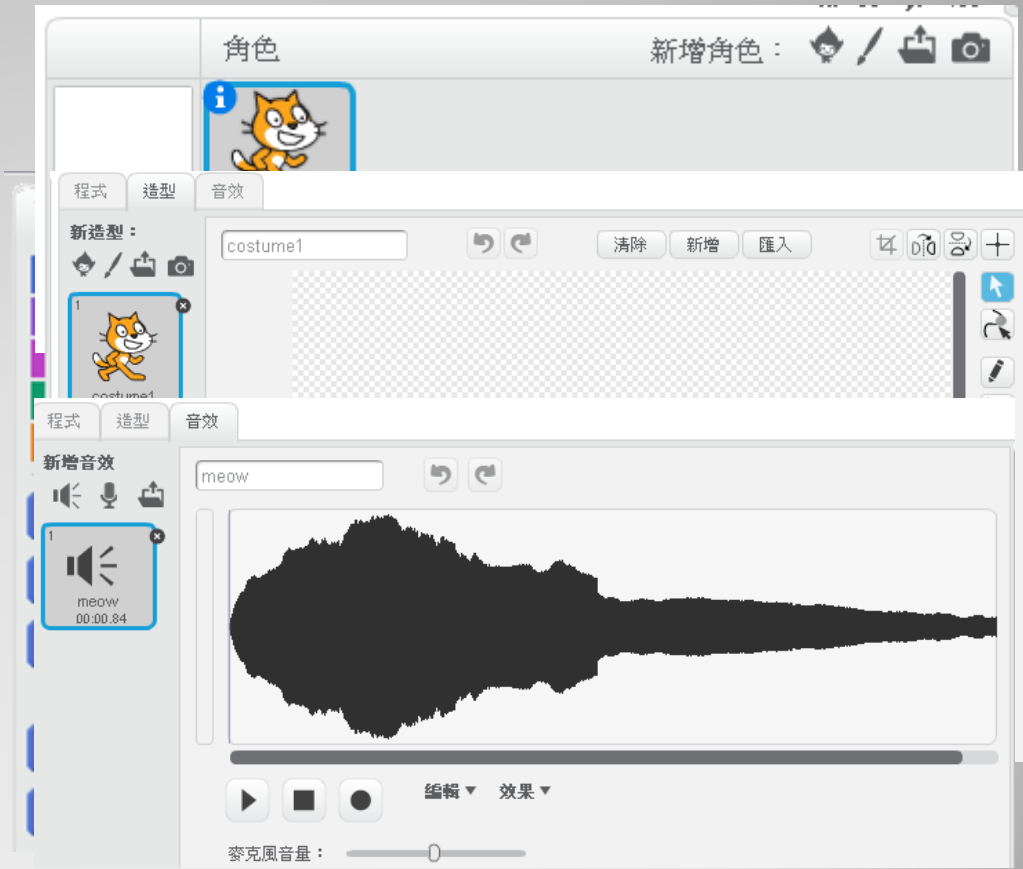 角色
新增角色：
程式 造型 音效
新造型：
costume1
清除 新增 匯入
1
costume1
程式 造型 音效
新增音效
meow
1
meow
00:00.84
編輯 效果
麥克風音量：